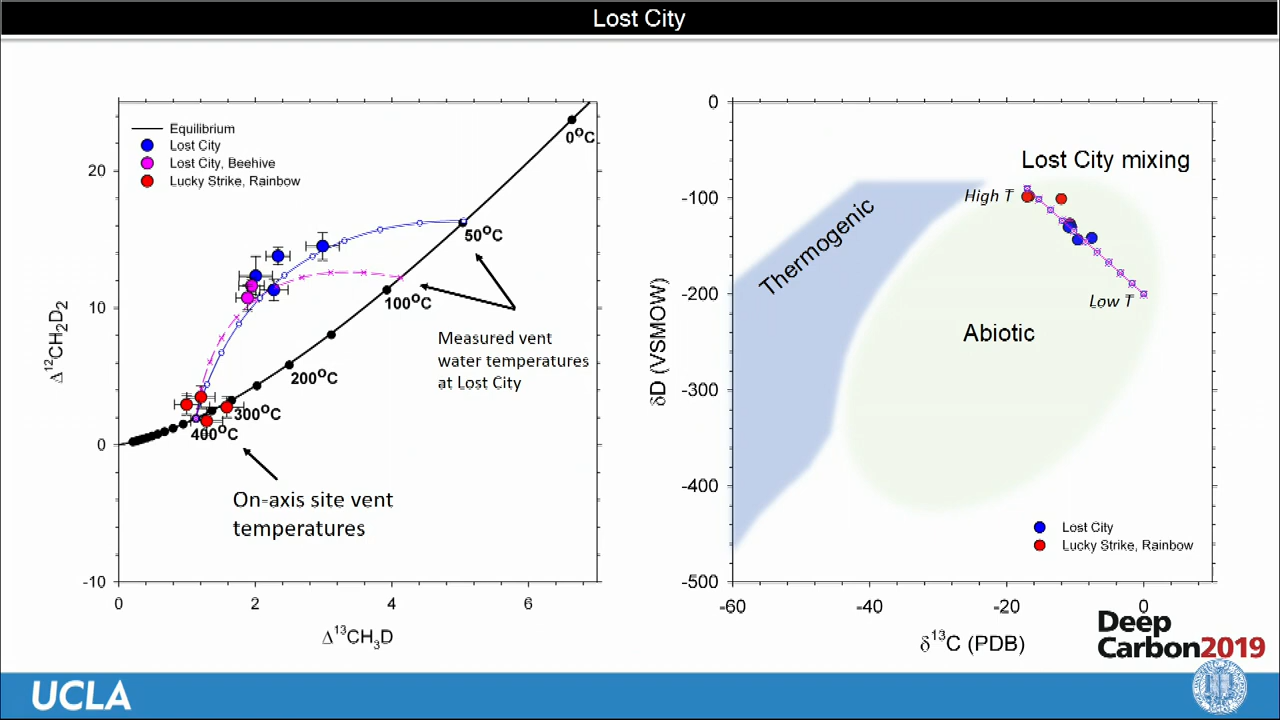 Lost City
Equilibrium
Lost City
Lost City, Beehive
Lucky Strike, Rainbow
20
10
0
-10
0
2
4
6
Δ¹²CH₂D₂
Δ¹³CH₃D
0°C
50°C
100°C
200°C
300°C
400°C
Measured vent
water temperatures
at Lost City
On-axis site vent
temperatures
0
-100
-200
-300
-400
-500
-60
-40
-20
0
δD (VSMOW)
δ¹³C (PDB)
Lost City mixing
High T
Low T
Thermogenic
Abiotic
Lost City
Lucky Strike, Rainbow
Deep
Carbon2019
UCLA